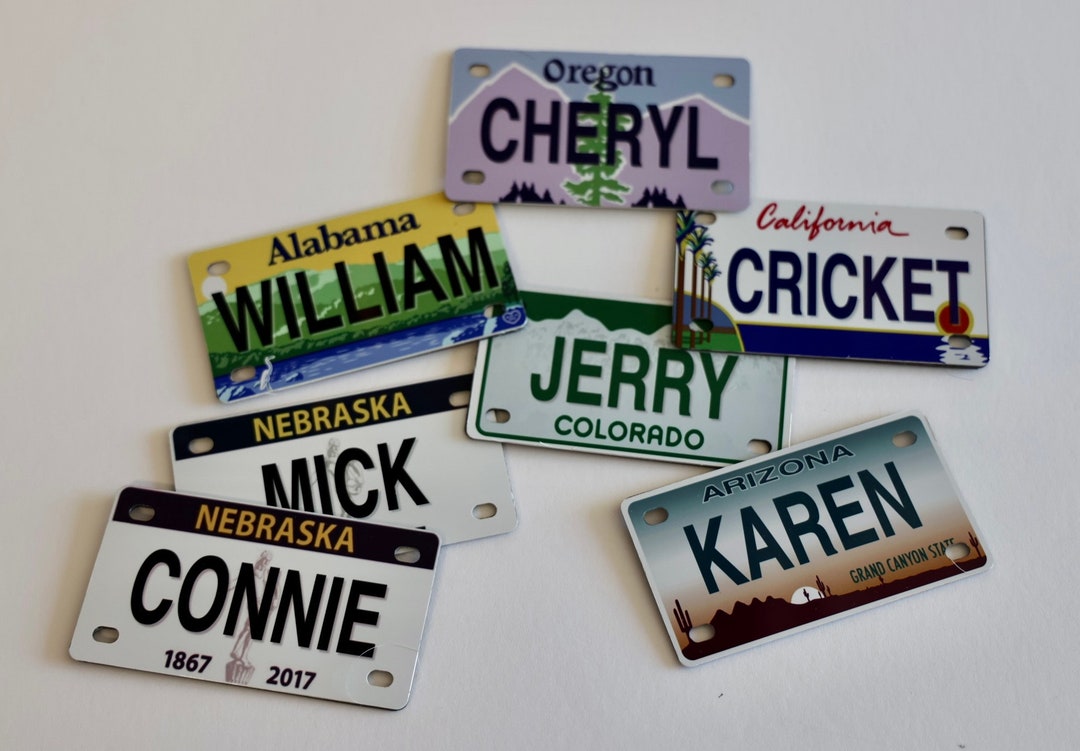 Oregon
CHERYL
Alabama
WILLIAM
California
CRICKET
JERRY
COLORADO
NEBRASKA
MICK
ARIZONA
KAREN
GRAND CANYON STATE
NEBRASKA
CONNIE
1867 2017